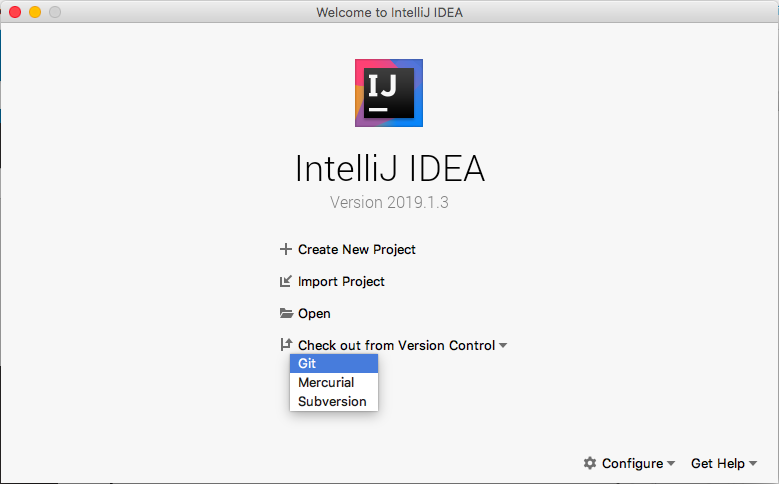 Welcome to IntelliJ IDEA
IJ
IntelliJ IDEA
Version 2019.1.3
Create New Project
Import Project
Open
Check out from Version Control
Git
Mercurial
Subversion
Configure Get Help